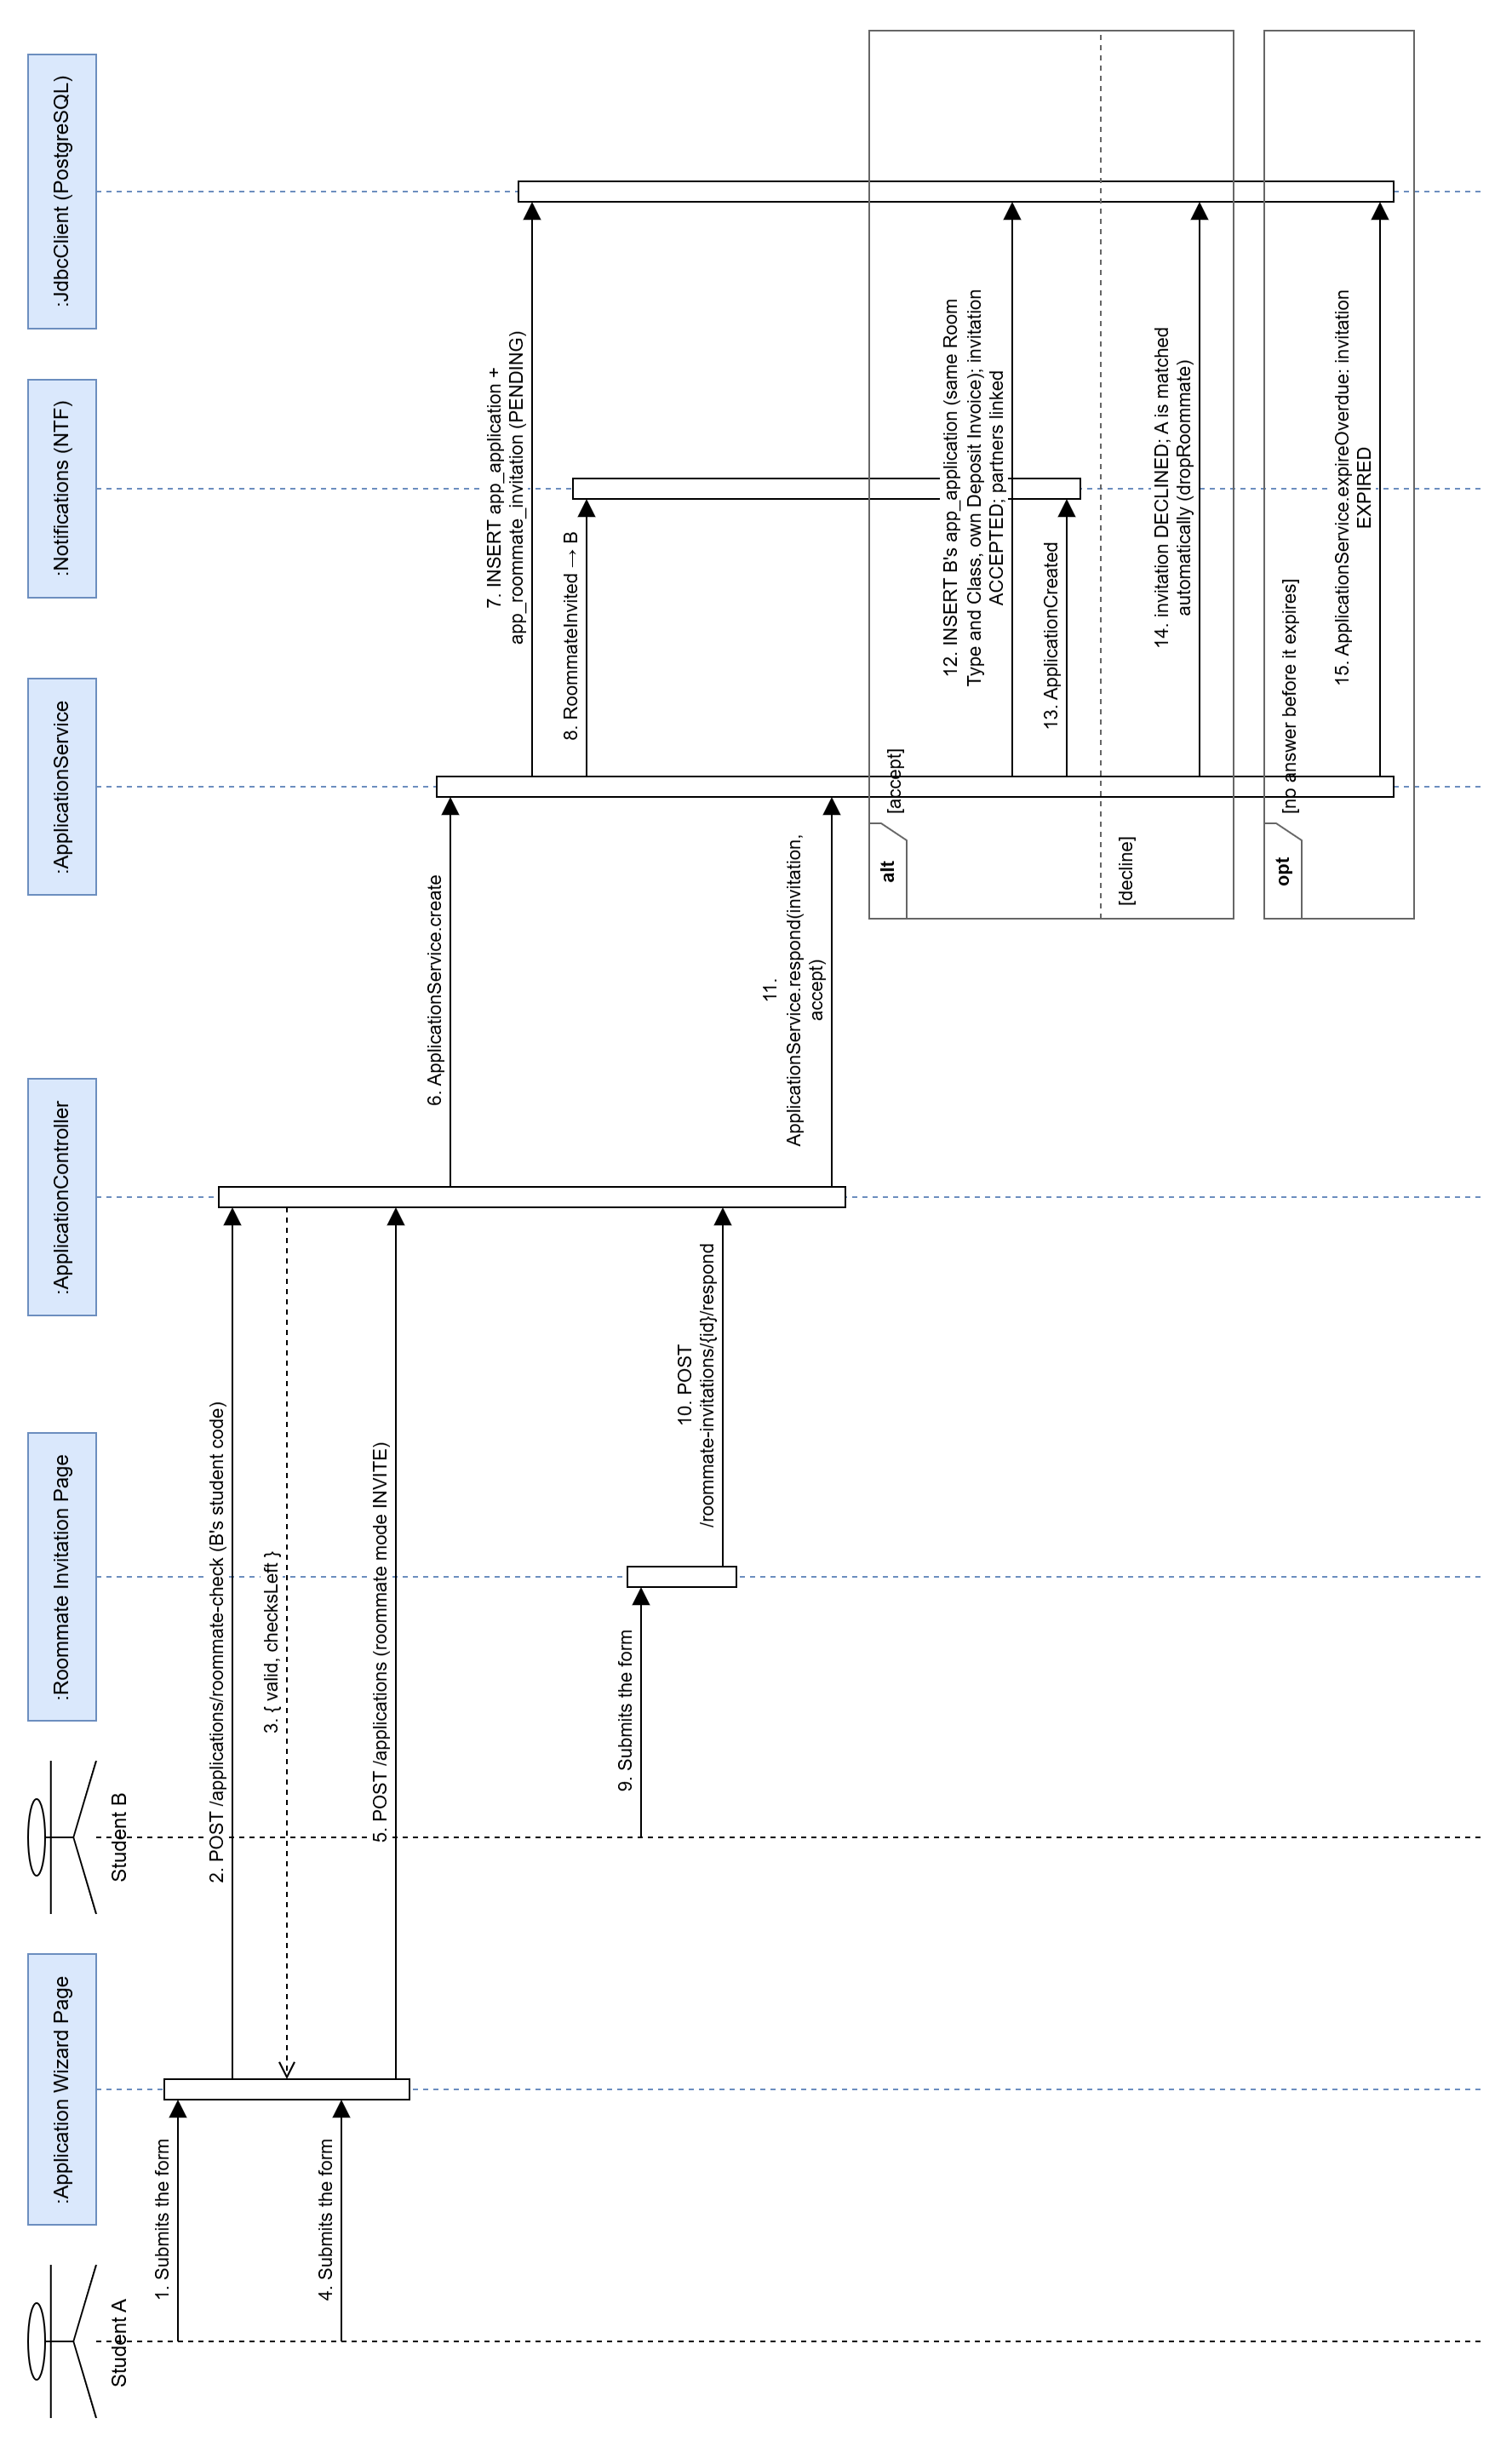 Student A
:Application Wizard Page
Student B
:Roommate Invitation Page
:ApplicationController
:ApplicationService
:Notifications (NTF)
:JdbcClient (PostgreSQL)
1. Submits the form
2. POST /applications/roommate-check (B's student code)
3. { valid, checksLeft }
4. Submits the form
5. POST /applications (roommate mode INVITE)
6. ApplicationService.create
7. INSERT app_application +
app_roommate_invitation (PENDING)
8. RoommateInvited → B
9. Submits the form
10. POST
/roommate-invitations/{id}/respond
11.
ApplicationService.respond(invitation,
accept)
alt
[accept]
12. INSERT B's app_application (same Room
Type and Class, own Deposit Invoice); invitation
ACCEPTED; partners linked
13. ApplicationCreated
[decline]
14. invitation DECLINED; A is matched
automatically (dropRoommate)
opt
[no answer before it expires]
15. ApplicationService.expireOverdue: invitation
EXPIRED